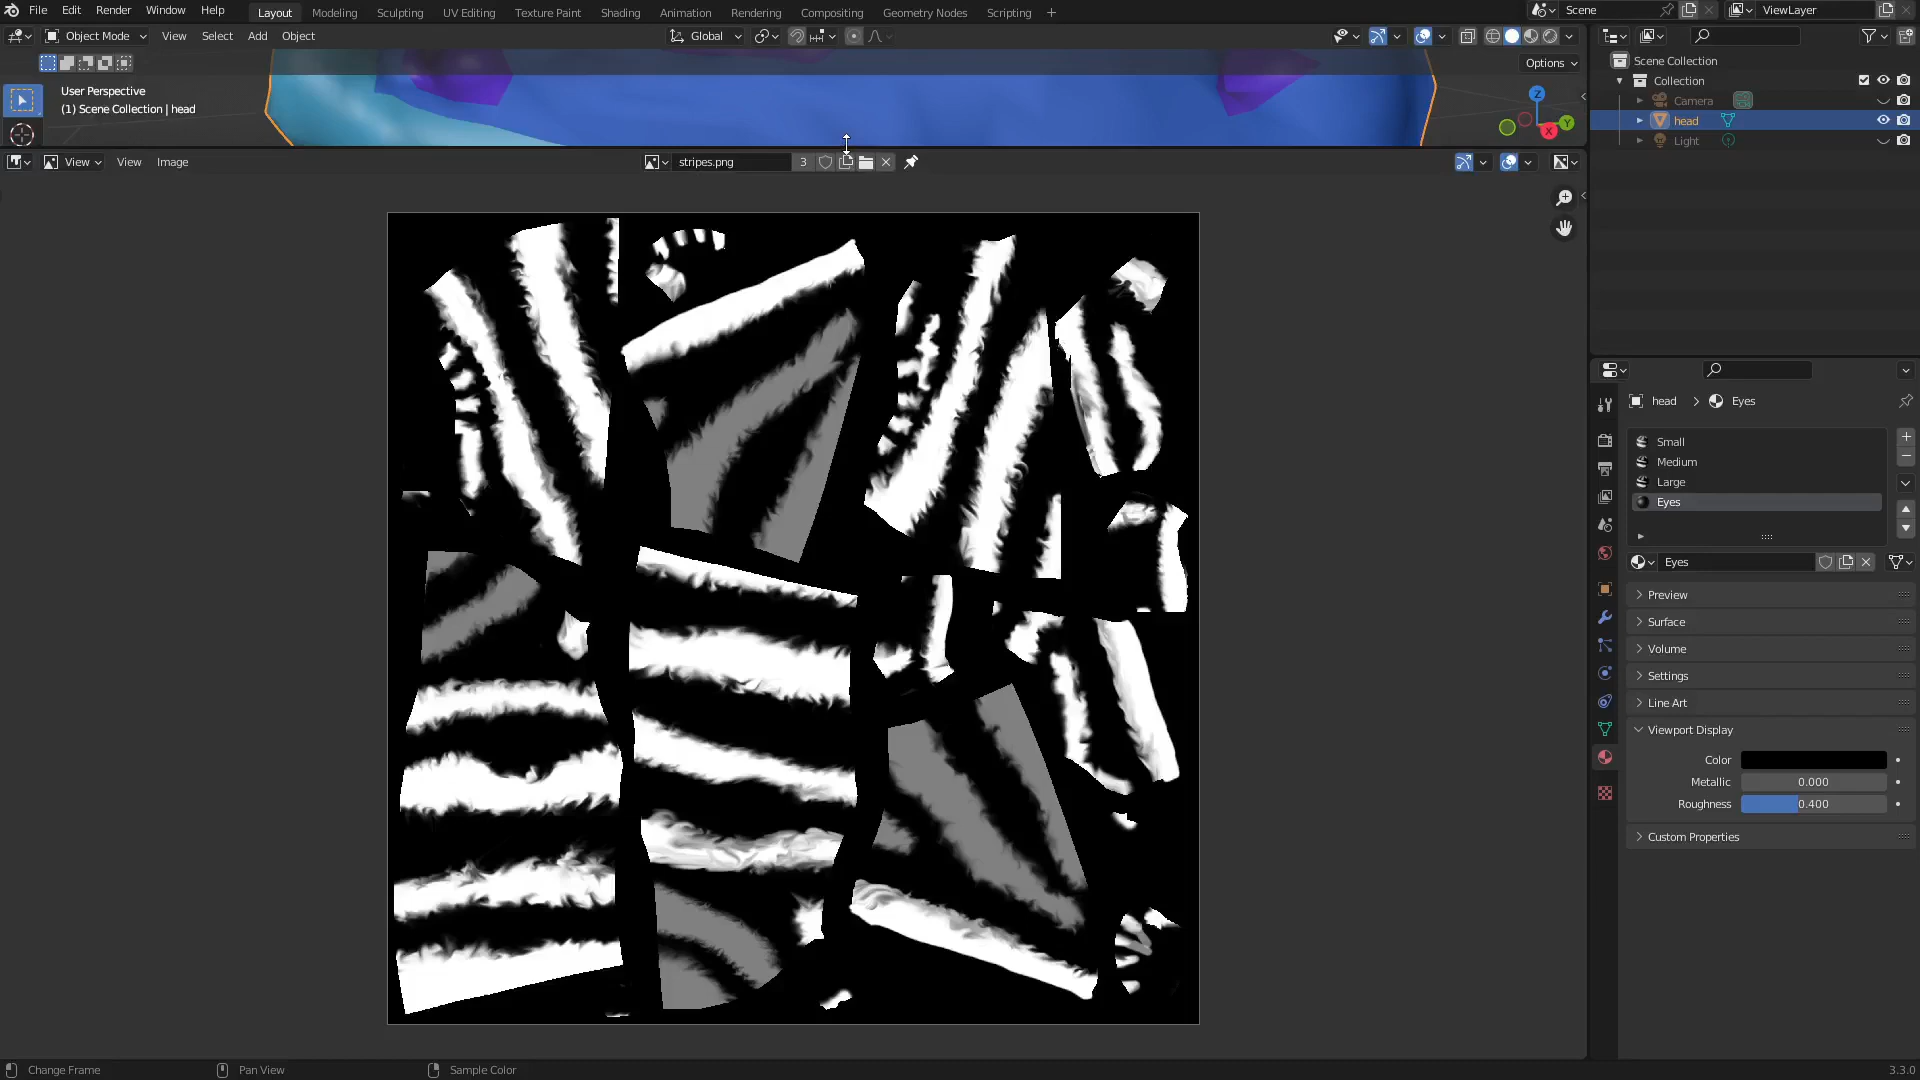 File Edit Render Window Help Layout Modeling Sculpting UV Editing Texture Paint Shading Animation Rendering Compositing Geometry Nodes Scripting + Scene ViewLayer
Object Mode View Select Add Object Global
Options
User Perspective
(1) Scene Collection | head
Z
Y
X
View View Image stripes.png 3
Scene Collection
Collection
Camera
head
Light
head > Eyes
Small
Medium
Large
Eyes
Eyes
Preview
Surface
Volume
Settings
Line Art
Viewport Display
Color
Metallic 0.000
Roughness 0.400
Custom Properties
Change Frame Pan View Sample Color 3.3.0